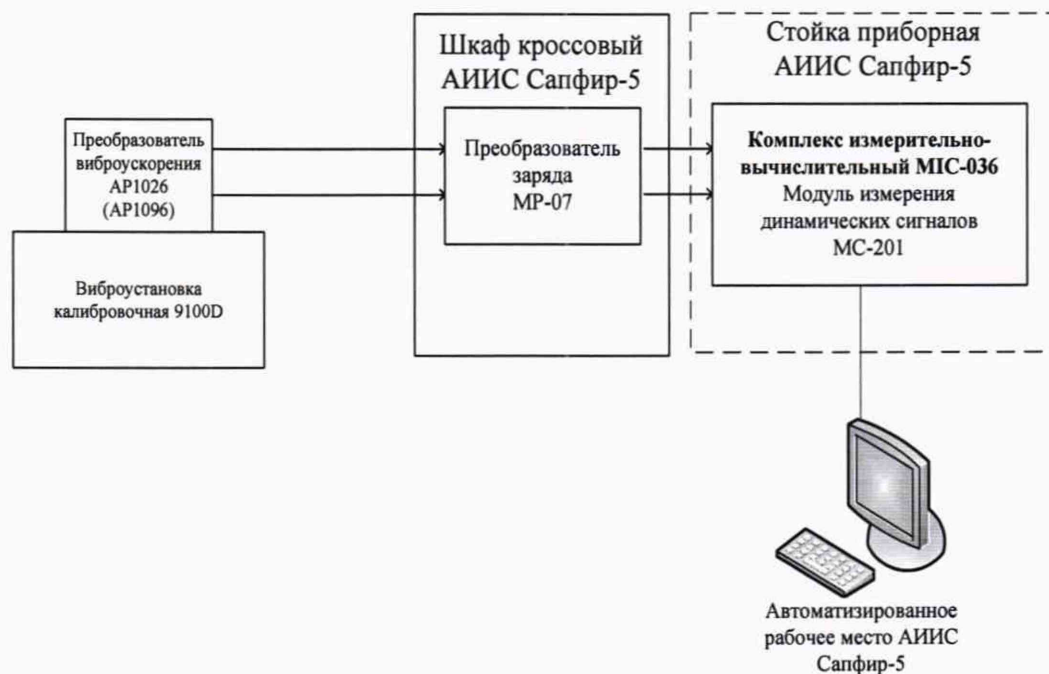 Шкаф кроссовый
АИИС Сапфир-5
Стойка приборная
АИИС Сапфир-5
Преобразователь
виброускорения
АР1026
(АР1096)
Преобразователь
заряда
МР-07
Комплекс измерительно-
вычислительный MIC-036
Модуль измерения
динамических сигналов
МС-201
Виброустановка
калибровочная 9100D
Автоматизированное
рабочее место АИИС
Сапфир-5